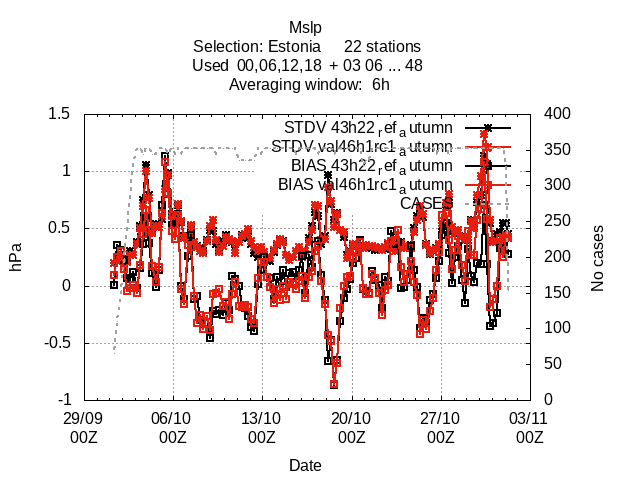 Mslp
Selection: Estonia 22 stations
Used 00,06,12,18 + 03 06 ... 48
Averaging window: 6h
STDV 43h22_ref_autumn
STDV val46h1rc1_autumn
BIAS 43h22_ref_autumn
BIAS val46h1rc1_autumn
CASES
hPa
1.5
1
0.5
0
-0.5
-1
No cases
400
350
300
250
200
150
100
50
0
29/09 06/10 13/10 20/10 27/10 03/11
00Z 00Z 00Z 00Z 00Z 00Z
Date